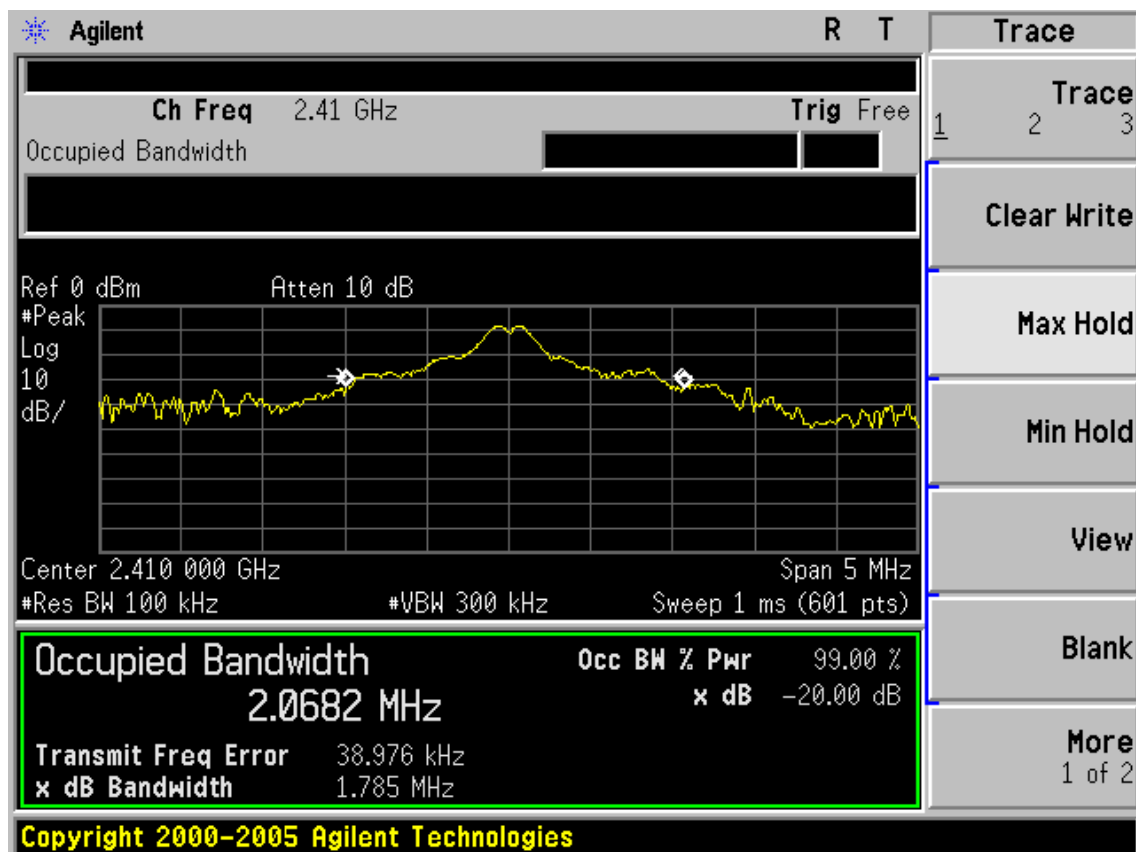 Agilent R T Trace
Ch Freq 2.41 GHz Trig Free
Occupied Bandwidth
Trace
1 2 3
Clear Write
Max Hold
Min Hold
View
Blank
More
1 of 2
Ref 0 dBm Atten 10 dB
#Peak
Log
10
dB/
Center 2.410 000 GHz Span 5 MHz
#Res BW 100 kHz #VBW 300 kHz Sweep 1 ms (601 pts)
Occupied Bandwidth Occ BW % Pwr 99.00 %
2.0682 MHz x dB -20.00 dB
Transmit Freq Error 38.976 kHz
x dB Bandwidth 1.785 MHz
Copyright 2000-2005 Agilent Technologies